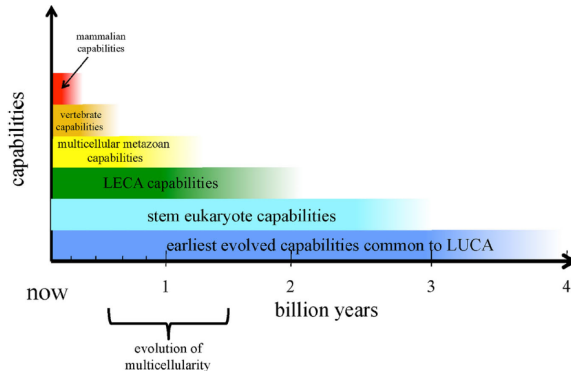 mammalian
capabilities
vertebrate
capabilities
multicellular metazoan
capabilities
LECA capabilities
stem eukaryote capabilities
earliest evolved capabilities common to LUCA
capabilities
now
1
2
3
4
billion years
evolution of
multicellularity